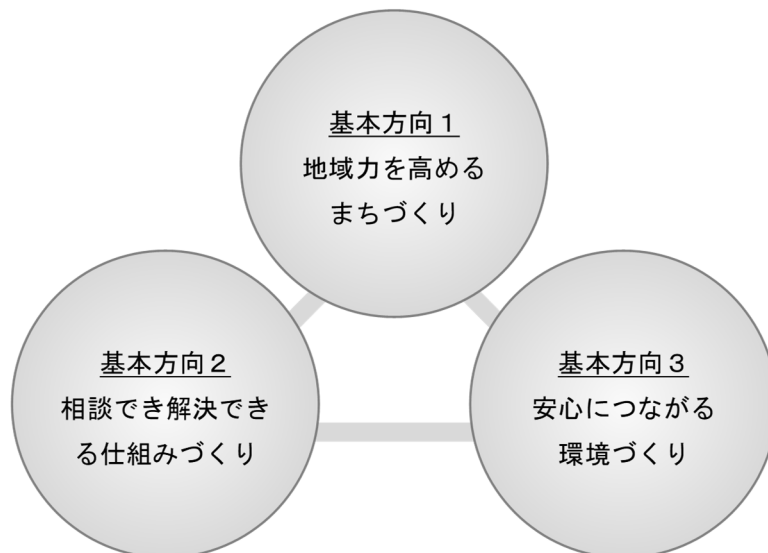 基本方向１
地域力を高める
まちづくり
基本方向２
相談でき解決でき
る仕組みづくり
基本方向３
安心につながる
環境づくり